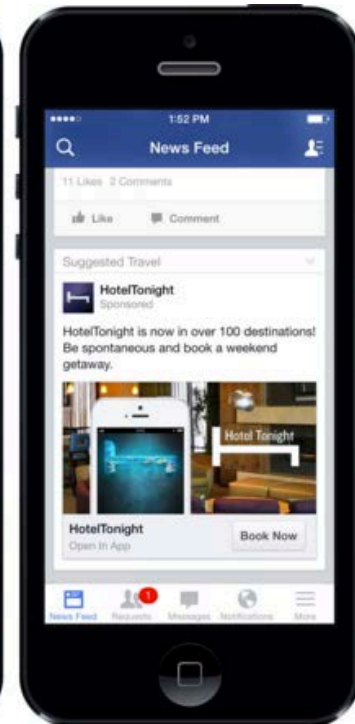 1:52 PM
News Feed
11 Likes 2 Comments
Like Comment
Suggested Travel
HotelTonight
Sponsored
HotelTonight is now in over 100 destinations!
Be spontaneous and book a weekend
getaway.
Hotel Tonight
HotelTonight
Open In App
Book Now
1
News Feed Requests Messages Notifications More